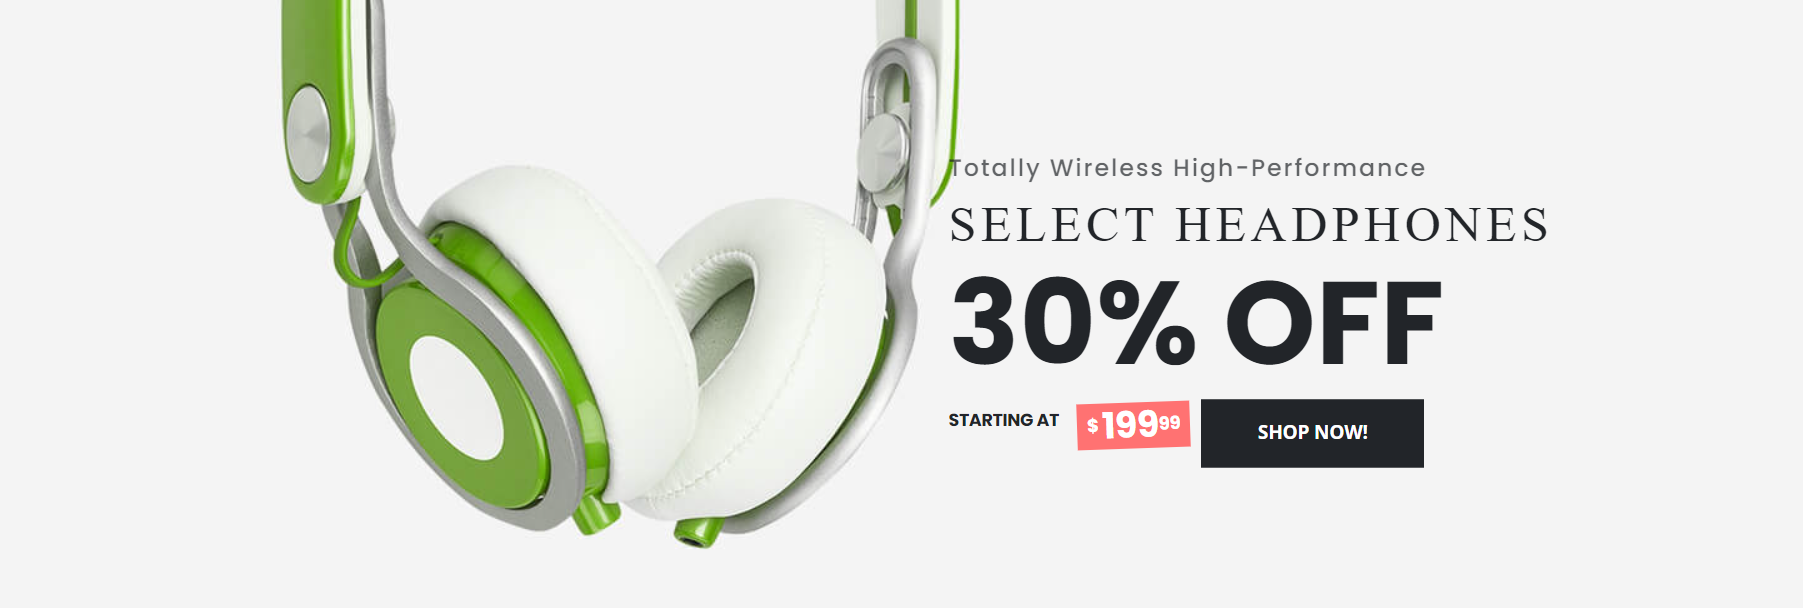 Totally Wireless High-Performance
SELECT HEADPHONES
30% OFF
STARTING AT $19999 SHOP NOW!